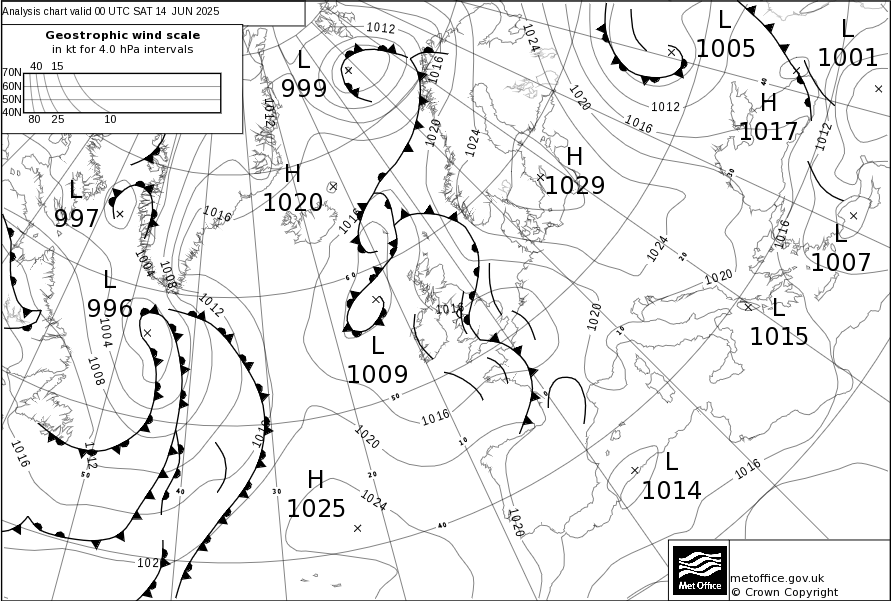 Analysis chart valid 00 UTC SAT 14 JUN 2025
Geostrophic wind scale
in kt for 4.0 hPa intervals
40 15
70N
60N
50N
40N
80 25 10
L
999
H
1020
L
997
L
996
L
1009
H
1025
H
1029
L
1005
L
1001
H
1017
L
1007
L
1015
L
1014
1012
1016
1020
1024
1012
1016
1004
1008
1012
1016
1004
1008
1012
1016
1012
1016
1020
1024
1020
1024
1020
1012
1016
1012
1016
1020
1024
1020
1016
1020
60
50
40
30
20
10
50
40
10
0
20
30
40
Met Office
metoffice.gov.uk
© Crown Copyright